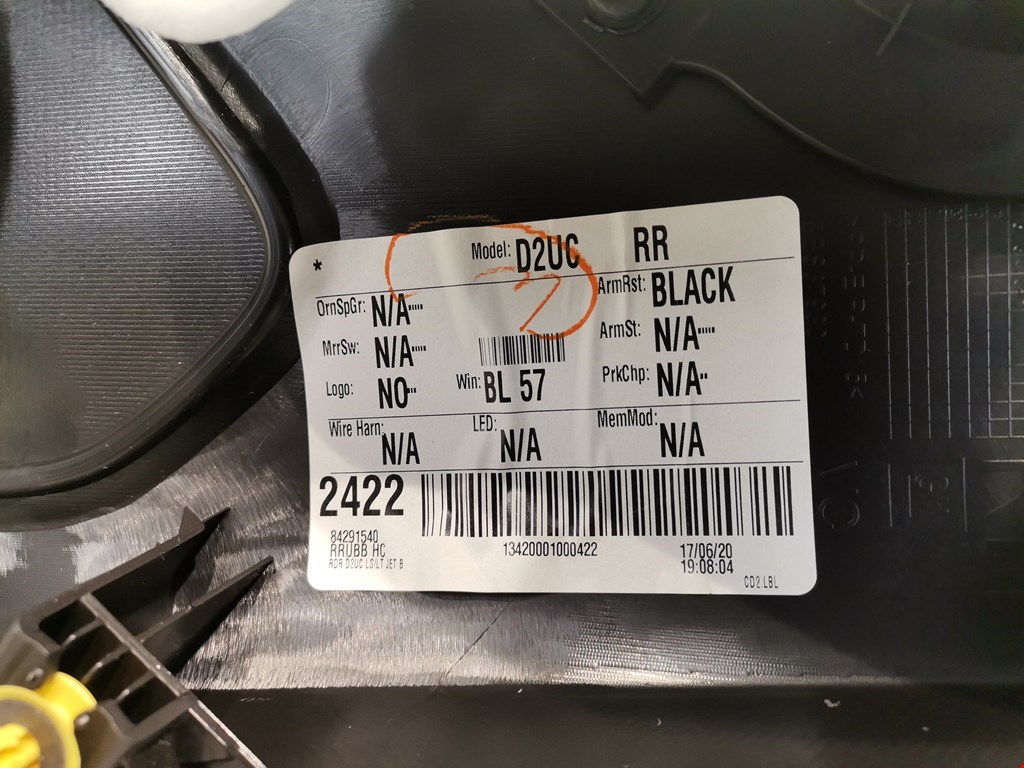 *
Model: D2UC RR
OrnSpGr: N/A
ArmRst: BLACK
MrrSw: N/A
ArmSt: N/A
Logo: NO
Win: BL 57
PrkChp: N/A
Wire Harn: N/A
LED: N/A
MemMod: N/A
2422
84291540
RRUBB HC
RDR D2UC LS/LT JET B
13420001000422
17/06/20
19:08:04
CD2.LBL